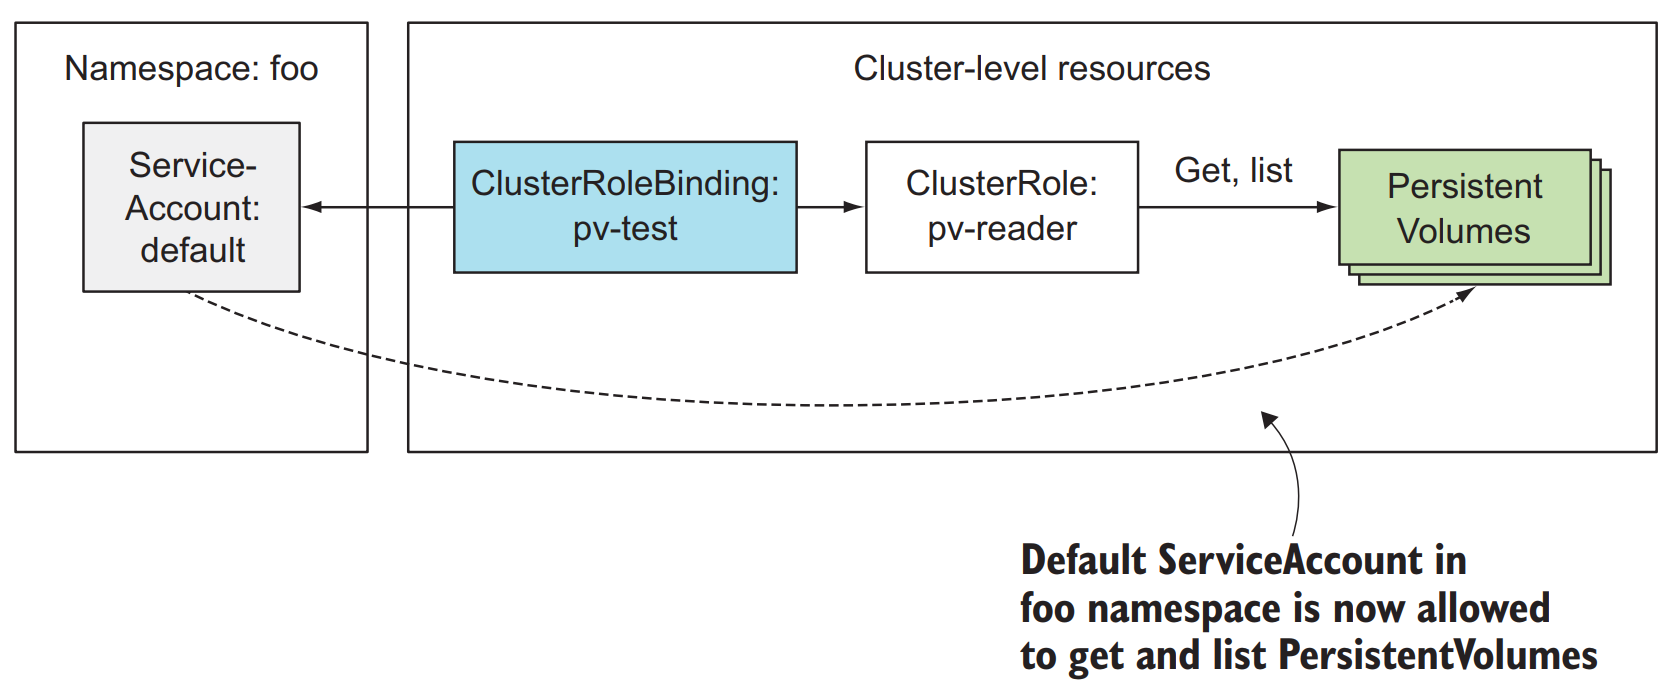 Namespace: foo
Cluster-level resources
Service-
Account:
default
ClusterRoleBinding:
pv-test
ClusterRole:
pv-reader
Get, list
Persistent
Volumes
Default ServiceAccount in
foo namespace is now allowed
to get and list PersistentVolumes